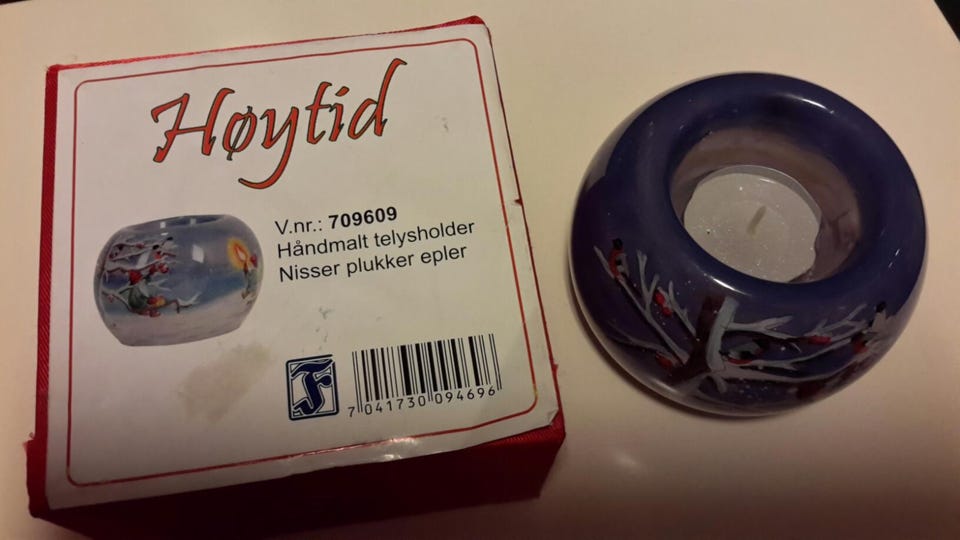 Høytid
V.nr.: 709609
Håndmalt telysholder
Nisser plukker epler
F
7 041730 094696